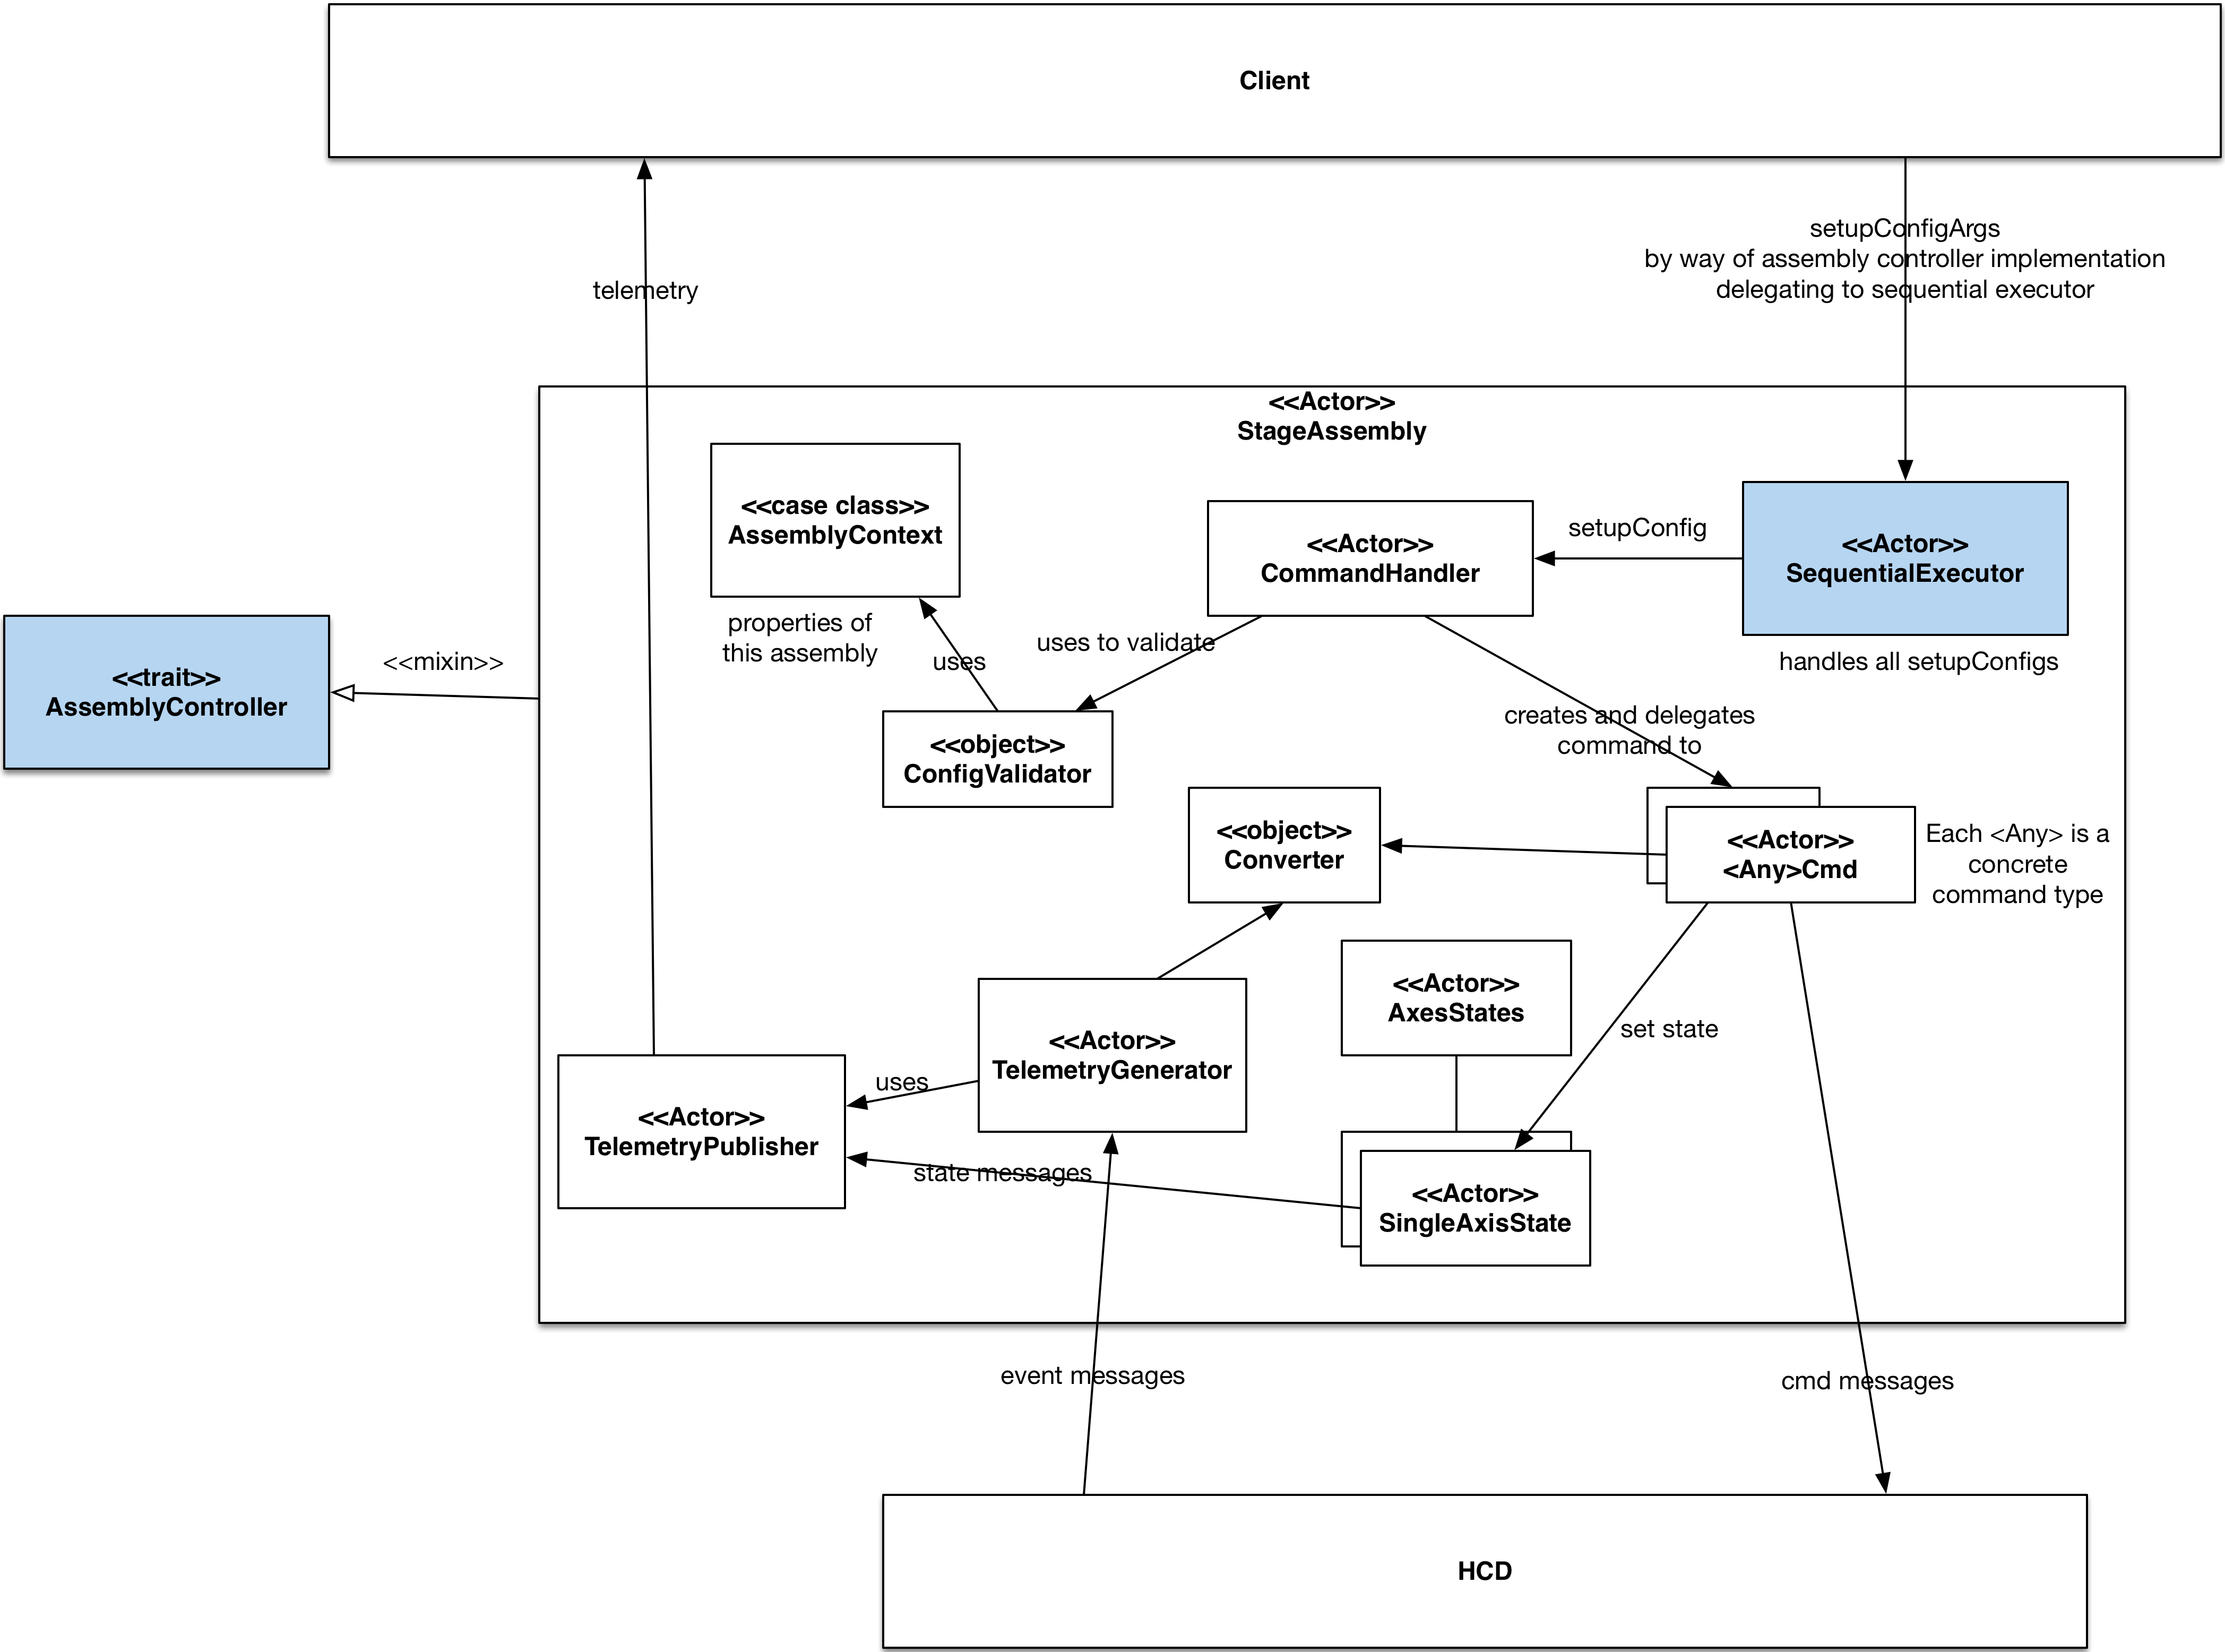 Client
setupConfigArgs
by way of assembly controller implementation
delegating to sequential executor
telemetry
<<Actor>>
StageAssembly
<<case class>>
AssemblyContext
properties of
this assembly
<<Actor>>
CommandHandler
setupConfig
<<Actor>>
SequentialExecutor
handles all setupConfigs
<<trait>>
AssemblyController
<<mixin>>
uses
uses to validate
creates and delegates
command to
<<object>>
ConfigValidator
<<object>>
Converter
<<Actor>>
<Any>Cmd
Each <Any> is a
concrete
command type
<<Actor>>
AxesStates
set state
<<Actor>>
TelemetryGenerator
uses
<<Actor>>
TelemetryPublisher
state messages
<<Actor>>
SingleAxisState
event messages
cmd messages
HCD